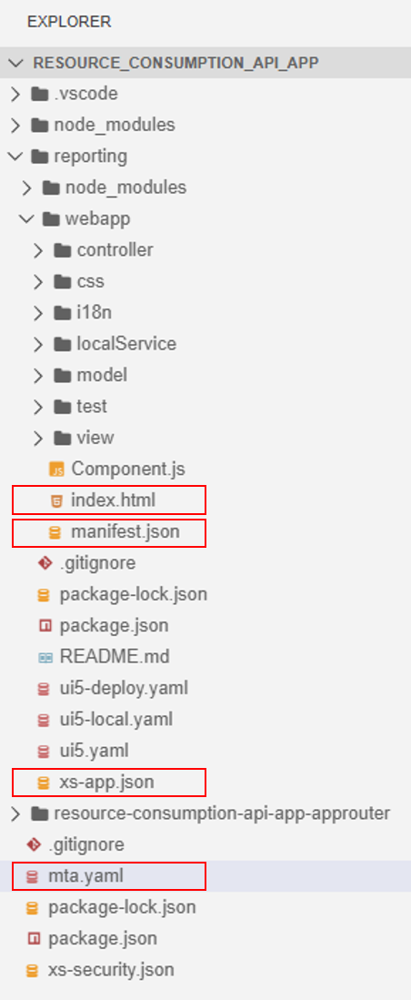 EXPLORER
RESOURCE_CONSUMPTION_API_APP
.vscode
node_modules
reporting
node_modules
webapp
controller
css
i18n
localService
model
test
view
JS Component.js
index.html
manifest.json
.gitignore
package-lock.json
package.json
README.md
ui5-deploy.yaml
ui5-local.yaml
ui5.yaml
xs-app.json
resource-consumption-api-app-approuter
.gitignore
mta.yaml
package-lock.json
package.json
xs-security.json